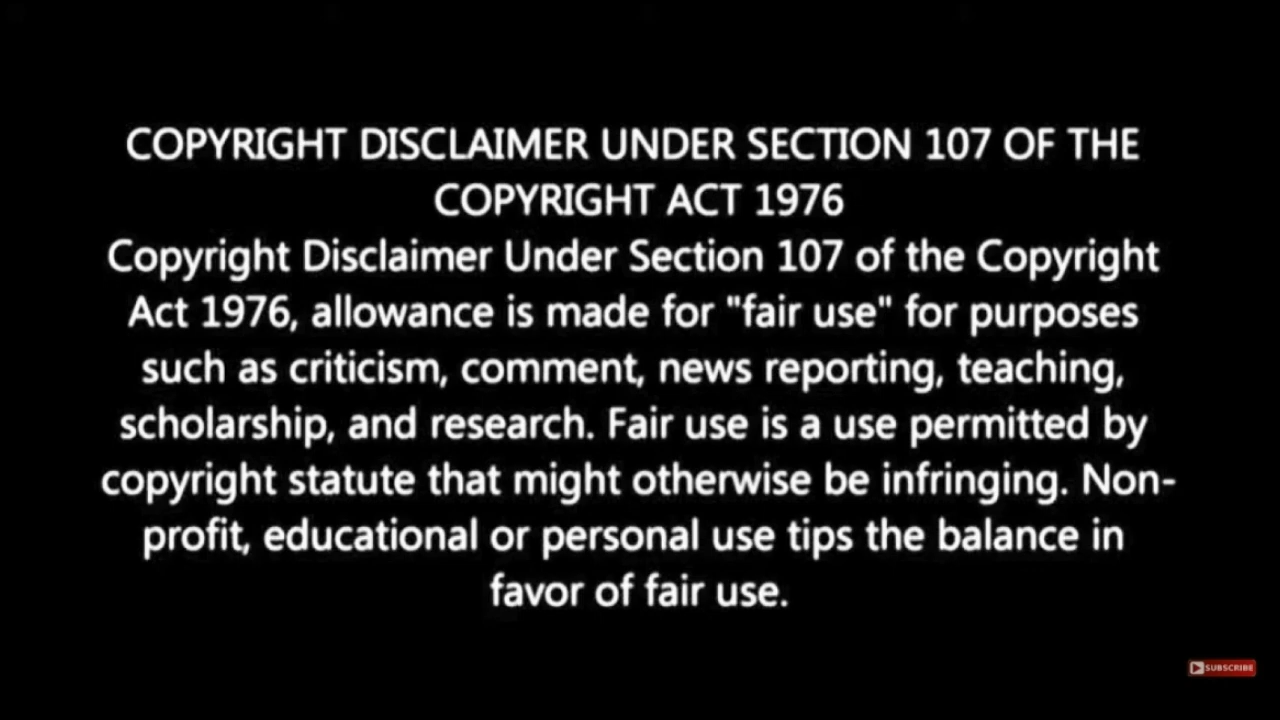 COPYRIGHT DISCLAIMER UNDER SECTION 107 OF THE
COPYRIGHT ACT 1976
Copyright Disclaimer Under Section 107 of the Copyright
Act 1976, allowance is made for "fair use" for purposes
such as criticism, comment, news reporting, teaching,
scholarship, and research. Fair use is a use permitted by
copyright statute that might otherwise be infringing. Non-
profit, educational or personal use tips the balance in
favor of fair use.
SUBSCRIBE